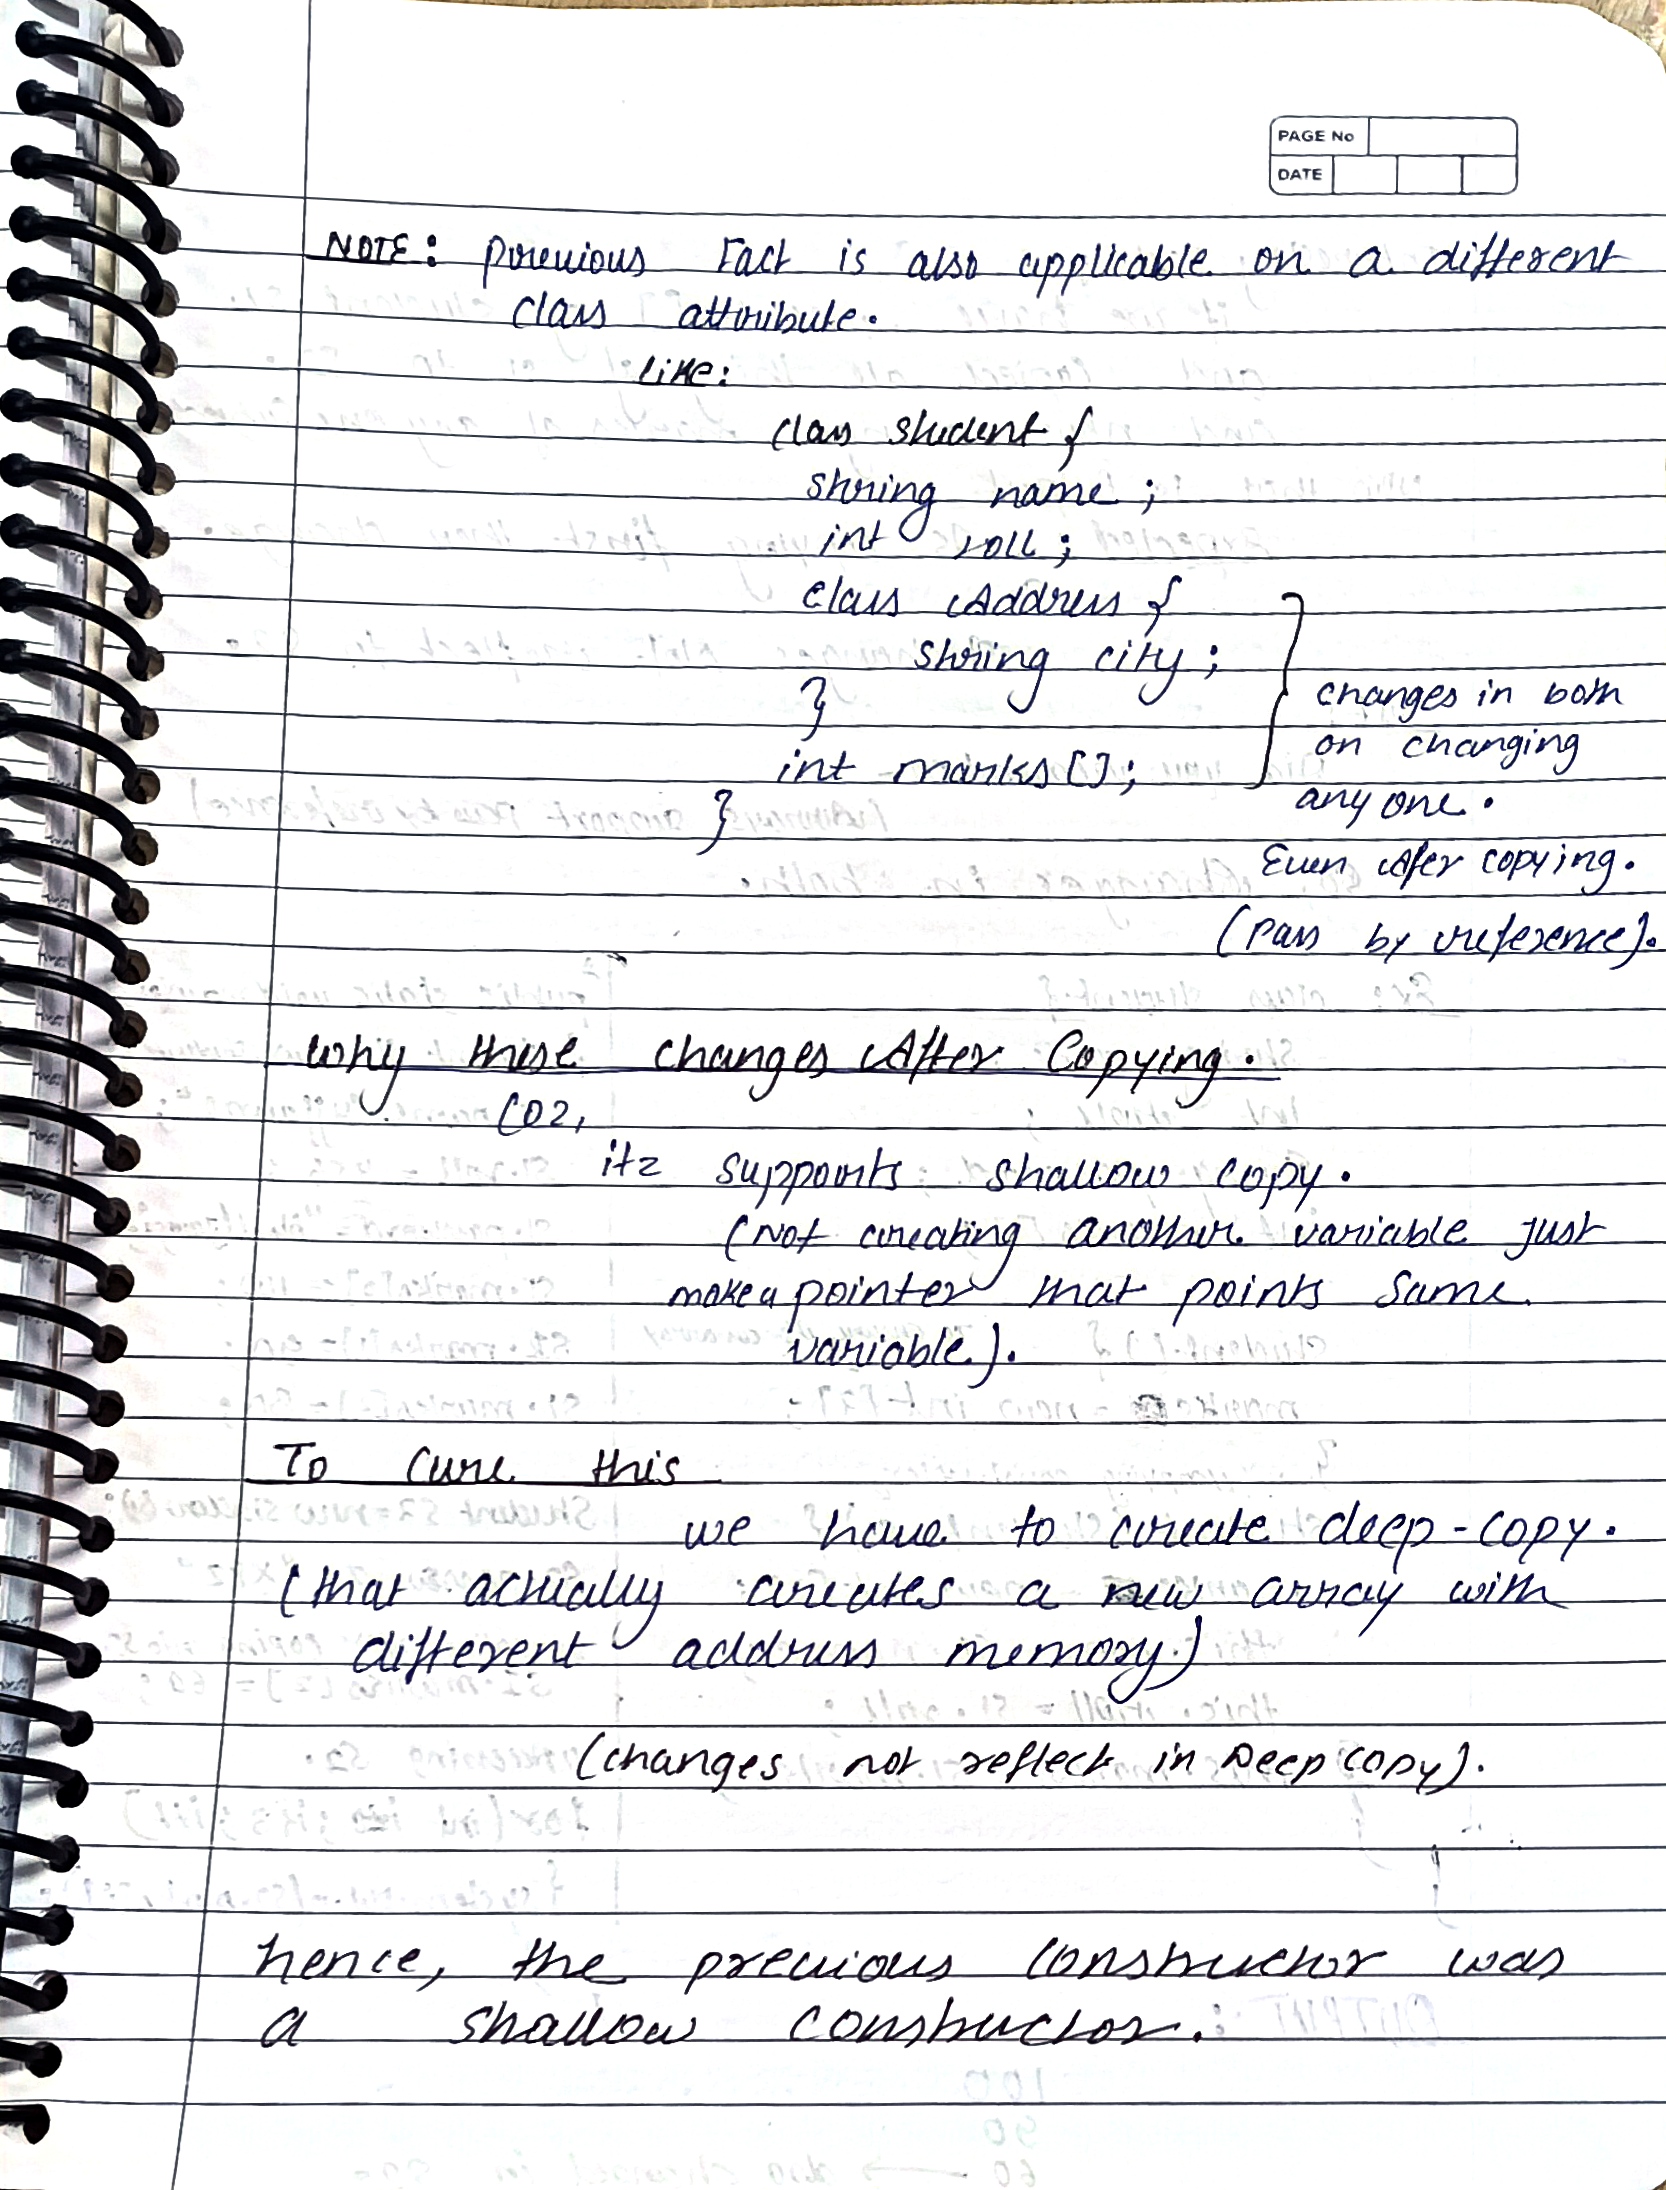 PAGE No
DATE
NOTE: previous Fact is also applicable on a different
class attribute.
like:
class student {
string name ;
int roll ;
class Address {
string city ;
}
int marks [] ;
}
changes in both
on changing
any one.
Even After copying.
(pass by reference).
Why these changes After Copying.
Coz,
itz supports shallow copy.
(Not creating another variable just
make a pointer that points same
variable).
To cure this
we have to create deep-copy.
(that actually creates a new array with
different address memory.)
(changes not reflect in Deep copy).
hence, the previous constructor was
a shallow constructor.